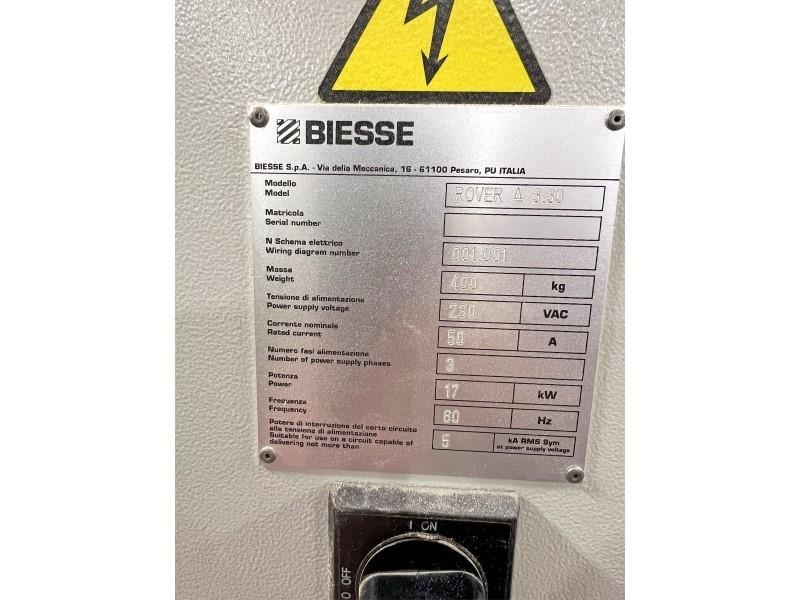 BIESSE
BIESSE S.p.A. - Via della Meccanica, 16 - 61100 Pesaro, PU ITALIA
Modello
Model
ROVER A 3.30
Matricola
Serial number
N Schema elettrico
Wiring diagram number
001.001
Massa
Weight
400 kg
Tensione di alimentazione
Power supply voltage
230 VAC
Corrente nominale
Rated current
50 A
Numero fasi alimentazione
Number of power supply phases
3
Potenza
Power
17 kW
Frequenza
Frequency
60 Hz
Potere di interruzione del corto circuito
alla tensione di alimentazione
Suitable for use on a circuit capable of
delivering not more than
5 kA RMS Sym
at power supply voltage
I ON
O OFF